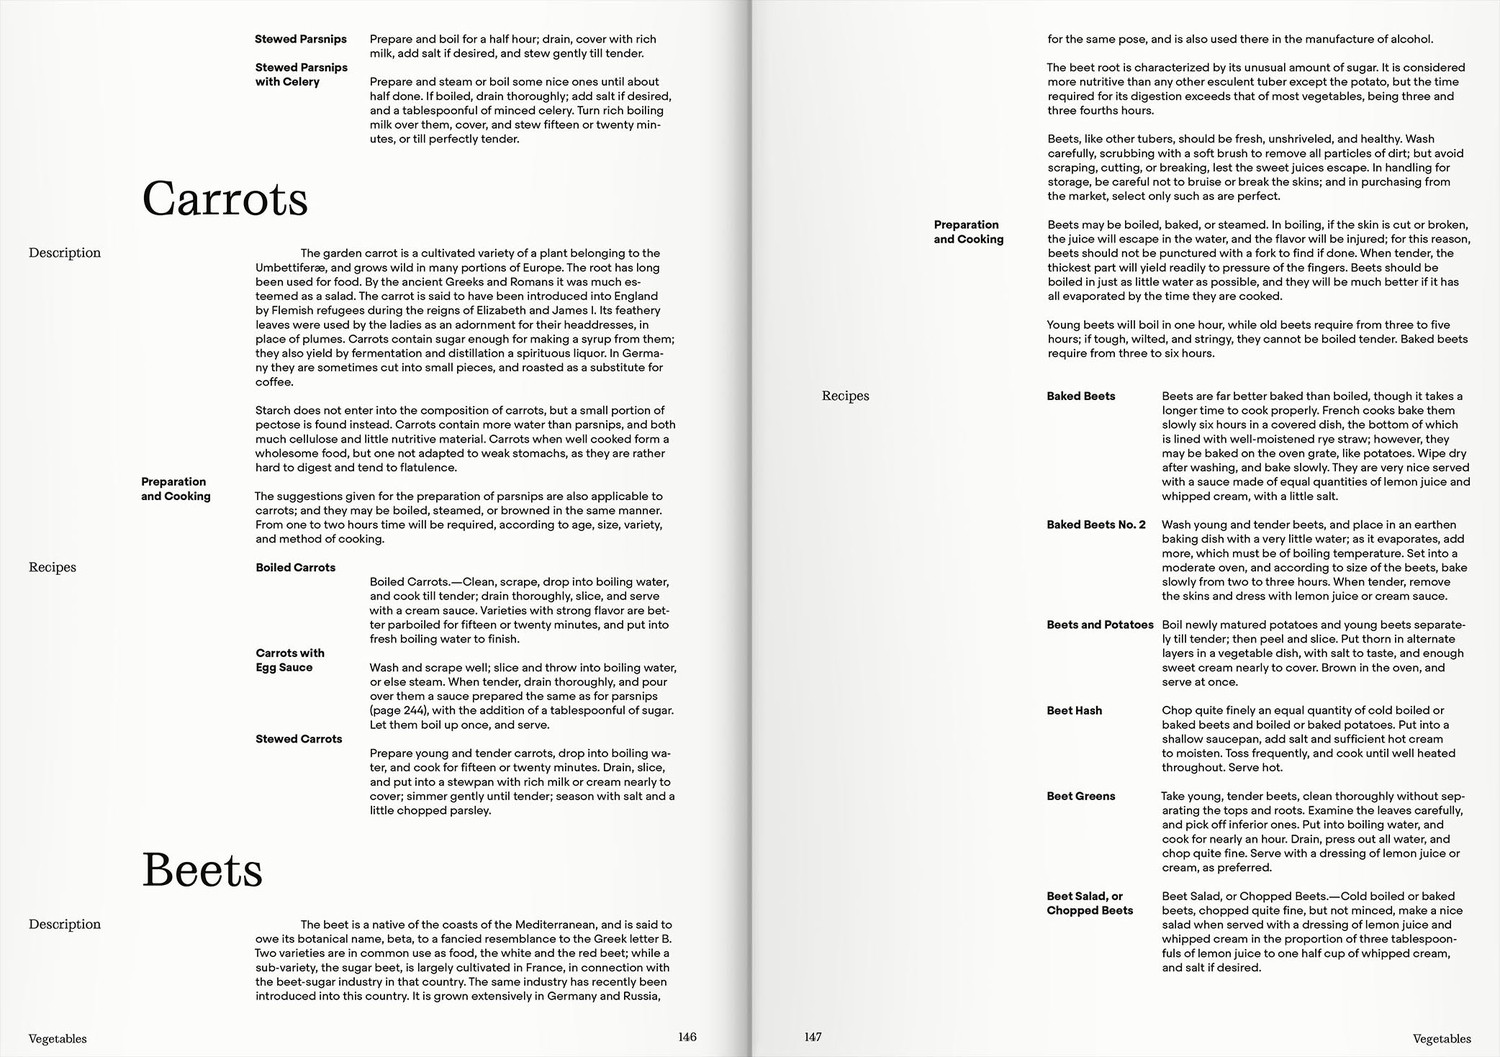 Stewed Parsnips
Prepare and boil for a half hour; drain, cover with rich
milk, add salt if desired, and stew gently till tender.
Stewed Parsnips
with Celery
Prepare and steam or boil some nice ones until about
half done. If boiled, drain thoroughly; add salt if desired,
and a tablespoonful of minced celery. Turn rich boiling
milk over them, cover, and stew fifteen or twenty min-
utes, or till perfectly tender.
Carrots
Description
The garden carrot is a cultivated variety of a plant belonging to the
Umbettiferæ, and grows wild in many portions of Europe. The root has long
been used for food. By the ancient Greeks and Romans it was much es-
teemed as a salad. The carrot is said to have been introduced into England
by Flemish refugees during the reigns of Elizabeth and James I. Its feathery
leaves were used by the ladies as an adornment for their headdresses, in
place of plumes. Carrots contain sugar enough for making a syrup from them;
they also yield by fermentation and distillation a spirituous liquor. In Germa-
ny they are sometimes cut into small pieces, and roasted as a substitute for
coffee.
Starch does not enter into the composition of carrots, but a small portion of
pectose is found instead. Carrots contain more water than parsnips, and both
much cellulose and little nutritive material. Carrots when well cooked form a
wholesome food, but one not adapted to weak stomachs, as they are rather
hard to digest and tend to flatulence.
Preparation
and Cooking
The suggestions given for the preparation of parsnips are also applicable to
carrots; and they may be boiled, steamed, or browned in the same manner.
From one to two hours time will be required, according to age, size, variety,
and method of cooking.
Recipes
Boiled Carrots
Boiled Carrots.—Clean, scrape, drop into boiling water,
and cook till tender; drain thoroughly, slice, and serve
with a cream sauce. Varieties with strong flavor are bet-
ter parboiled for fifteen or twenty minutes, and put into
fresh boiling water to finish.
Carrots with
Egg Sauce
Wash and scrape well; slice and throw into boiling water,
or else steam. When tender, drain thoroughly, and pour
over them a sauce prepared the same as for parsnips
(page 244), with the addition of a tablespoonful of sugar.
Let them boil up once, and serve.
Stewed Carrots
Prepare young and tender carrots, drop into boiling wa-
ter, and cook for fifteen or twenty minutes. Drain, slice,
and put into a stewpan with rich milk or cream nearly to
cover; simmer gently until tender; season with salt and a
little chopped parsley.
Beets
Description
The beet is a native of the coasts of the Mediterranean, and is said to
owe its botanical name, beta, to a fancied resemblance to the Greek letter B.
Two varieties are in common use as food, the white and the red beet; while a
sub-variety, the sugar beet, is largely cultivated in France, in connection with
the beet-sugar industry in that country. The same industry has recently been
introduced into this country. It is grown extensively in Germany and Russia,
Vegetables
146
for the same pose, and is also used there in the manufacture of alcohol.
The beet root is characterized by its unusual amount of sugar. It is considered
more nutritive than any other esculent tuber except the potato, but the time
required for its digestion exceeds that of most vegetables, being three and
three fourths hours.
Beets, like other tubers, should be fresh, unshriveled, and healthy. Wash
carefully, scrubbing with a soft brush to remove all particles of dirt; but avoid
scraping, cutting, or breaking, lest the sweet juices escape. In handling for
storage, be careful not to bruise or break the skins; and in purchasing from
the market, select only such as are perfect.
Preparation
and Cooking
Beets may be boiled, baked, or steamed. In boiling, if the skin is cut or broken,
the juice will escape in the water, and the flavor will be injured; for this reason,
beets should not be punctured with a fork to find if done. When tender, the
thickest part will yield readily to pressure of the fingers. Beets should be
boiled in just as little water as possible, and they will be much better if it has
all evaporated by the time they are cooked.
Young beets will boil in one hour, while old beets require from three to five
hours; if tough, wilted, and stringy, they cannot be boiled tender. Baked beets
require from three to six hours.
Recipes
Baked Beets
Beets are far better baked than boiled, though it takes a
longer time to cook properly. French cooks bake them
slowly six hours in a covered dish, the bottom of which
is lined with well-moistened rye straw; however, they
may be baked on the oven grate, like potatoes. Wipe dry
after washing, and bake slowly. They are very nice served
with a sauce made of equal quantities of lemon juice and
whipped cream, with a little salt.
Baked Beets No. 2
Wash young and tender beets, and place in an earthen
baking dish with a very little water; as it evaporates, add
more, which must be of boiling temperature. Set into a
moderate oven, and according to size of the beets, bake
slowly from two to three hours. When tender, remove
the skins and dress with lemon juice or cream sauce.
Beets and Potatoes
Boil newly matured potatoes and young beets separate-
ly till tender; then peel and slice. Put thorn in alternate
layers in a vegetable dish, with salt to taste, and enough
sweet cream nearly to cover. Brown in the oven, and
serve at once.
Beet Hash
Chop quite finely an equal quantity of cold boiled or
baked beets and boiled or baked potatoes. Put into a
shallow saucepan, add salt and sufficient hot cream
to moisten. Toss frequently, and cook until well heated
throughout. Serve hot.
Beet Greens
Take young, tender beets, clean thoroughly without sep-
arating the tops and roots. Examine the leaves carefully,
and pick off inferior ones. Put into boiling water, and
cook for nearly an hour. Drain, press out all water, and
chop quite fine. Serve with a dressing of lemon juice or
cream, as preferred.
Beet Salad, or
Chopped Beets
Beet Salad, or Chopped Beets.—Cold boiled or baked
beets, chopped quite fine, but not minced, make a nice
salad when served with a dressing of lemon juice and
whipped cream in the proportion of three tablespoon-
fuls of lemon juice to one half cup of whipped cream,
and salt if desired.
147
Vegetables